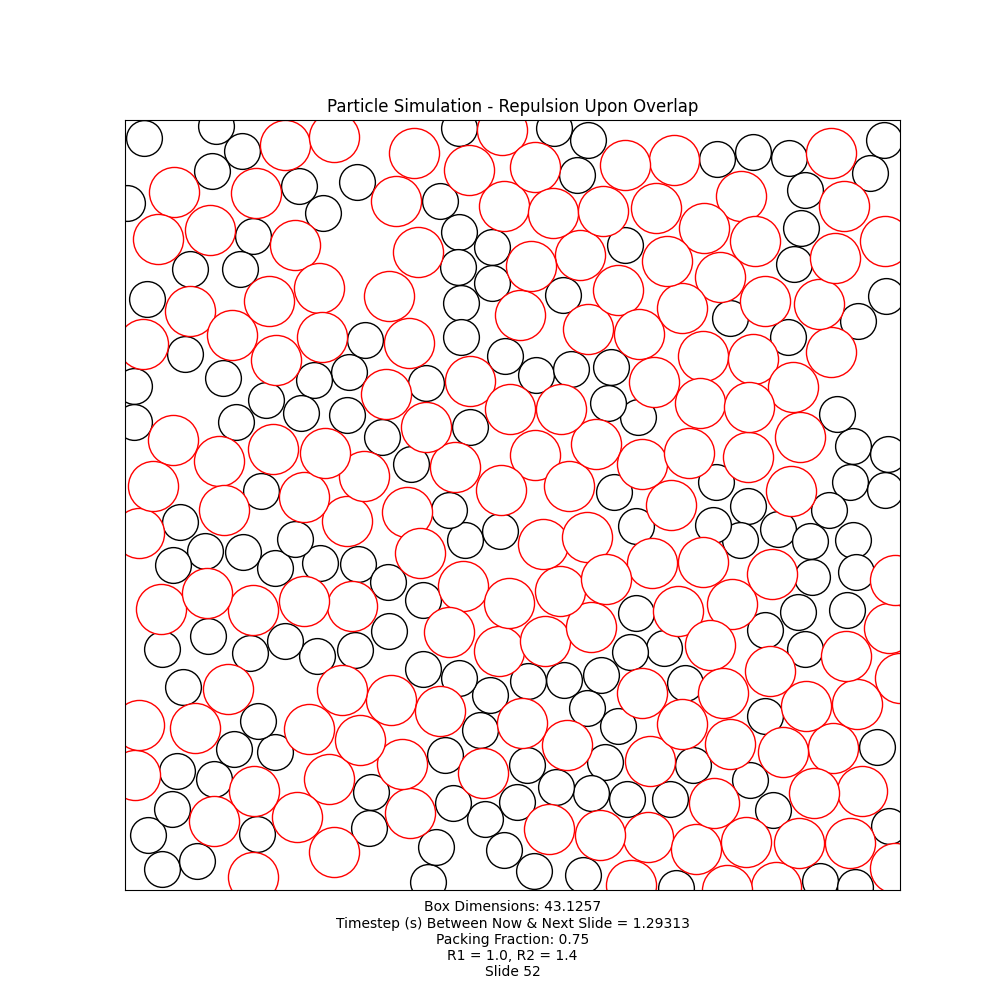 Particle Simulation - Repulsion Upon Overlap
Box Dimensions: 43.1257
Timestep (s) Between Now & Next Slide = 1.29313
Packing Fraction: 0.75
R1 = 1.0, R2 = 1.4
Slide 52